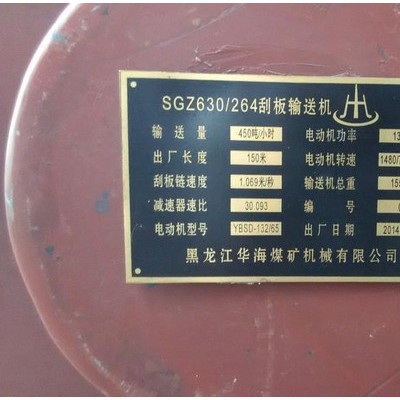 SGZ630/264刮板输送机
输送量 450吨/小时 电动机功率 13
出厂长度 150米 电动机转速 1480/
刮板链速度 1.069米/秒 输送机总重 155
减速器速比 30.093 编号
电动机型号 YBSD-132/65 出厂日期 2014
黑龙江华海煤矿机械有限公司